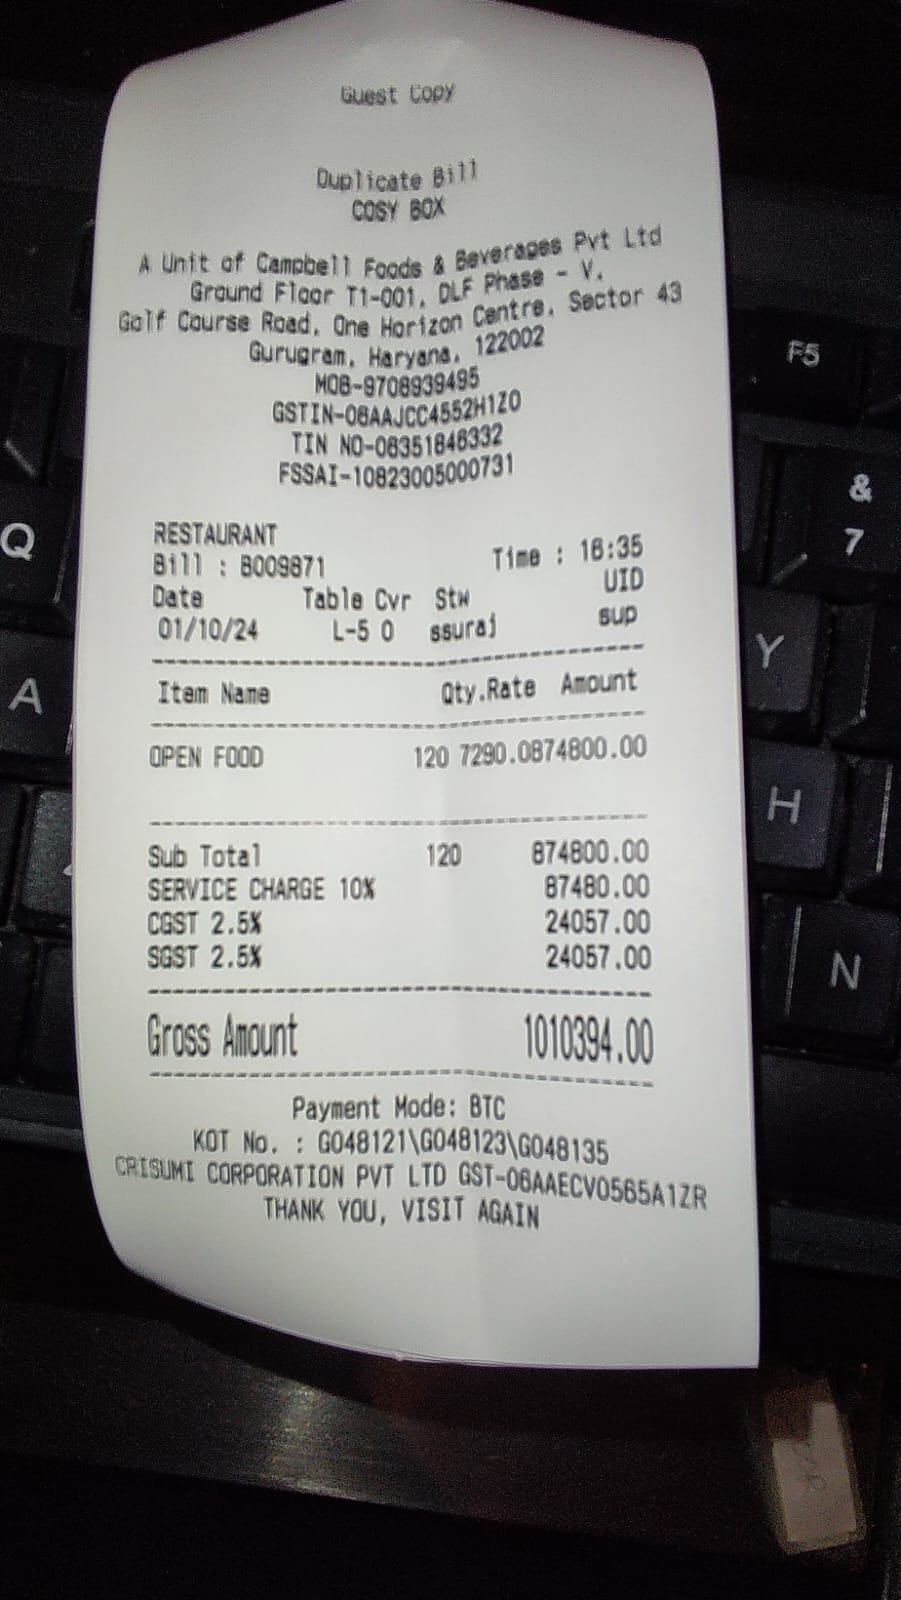 Guest Copy
Duplicate Bill
COSY BOX
A Unit of Campbell Foods & Beverages Pvt Ltd
Ground Floor T1-001, DLF Phase - V,
Golf Course Road, One Horizon Centre, Sector 43
Gurugram, Haryana, 122002
MOB-9708939495
GSTIN-06AAJCC4552H1ZO
TIN NO-06351846332
FSSAI-10823005000731
RESTAURANT
Bill : B009871 Time : 16:35
Date Table Cvr Stw UID
01/10/24 L-5 0 ssuraj sup
Item Name Qty.Rate Amount
OPEN FOOD 120 7290.0874800.00
Sub Total 120 874800.00
SERVICE CHARGE 10% 87480.00
CGST 2.5% 24057.00
SGST 2.5% 24057.00
Gross Amount 1010394.00
Payment Mode: BTC
KOT No. : G048121\G048123\G048135
CRISUMI CORPORATION PVT LTD GST-06AAECV0565A1ZR
THANK YOU, VISIT AGAIN
F5
&
7
Q
Y
A
H
N